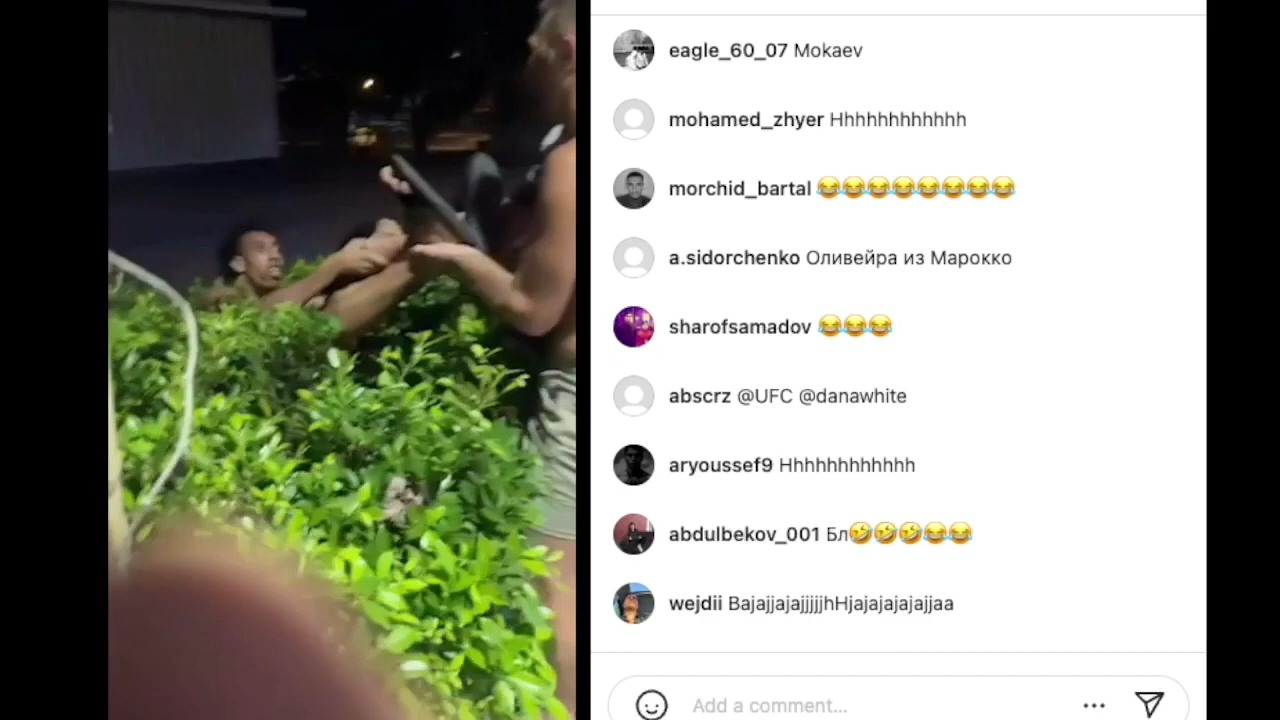 eagle_60_07 Mokaev
mohamed_zhyer Hhhhhhhhhhhh
morchid_bartal 😂😂😂😂😂😂😂😂
a.sidorchenko Оливейра из Марокко
sharofsamadov 😂😂😂
abscrz @UFC @danawhite
aryoussef9 Hhhhhhhhhhhh
abdulbekov_001 Бл🤣🤣🤣😂😂
wejdii BajajjajajjjjjhHjajajajajajjaa
Add a comment...